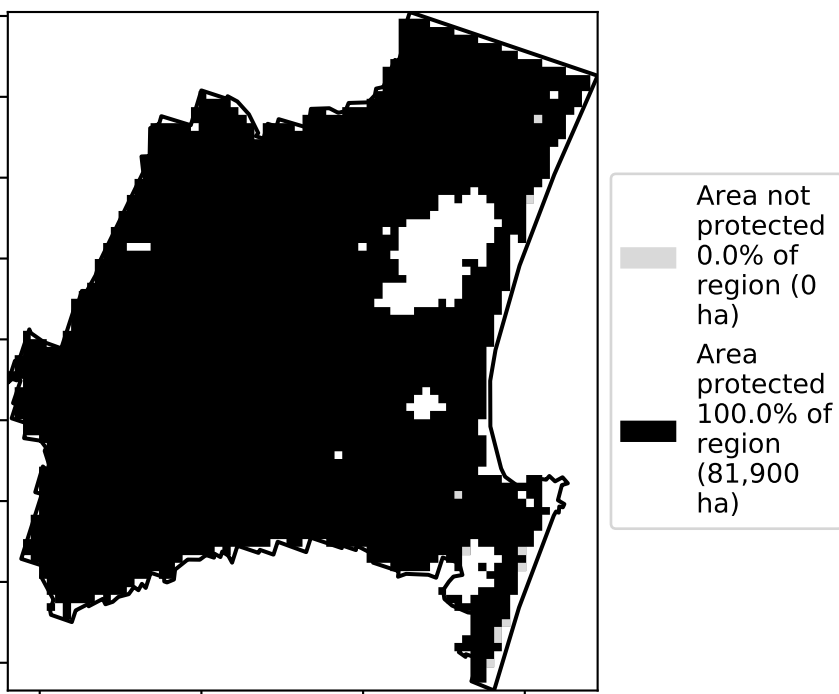 Area not
protected
0.0% of
region (0
ha)
Area
protected
100.0% of
region
(81,900
ha)